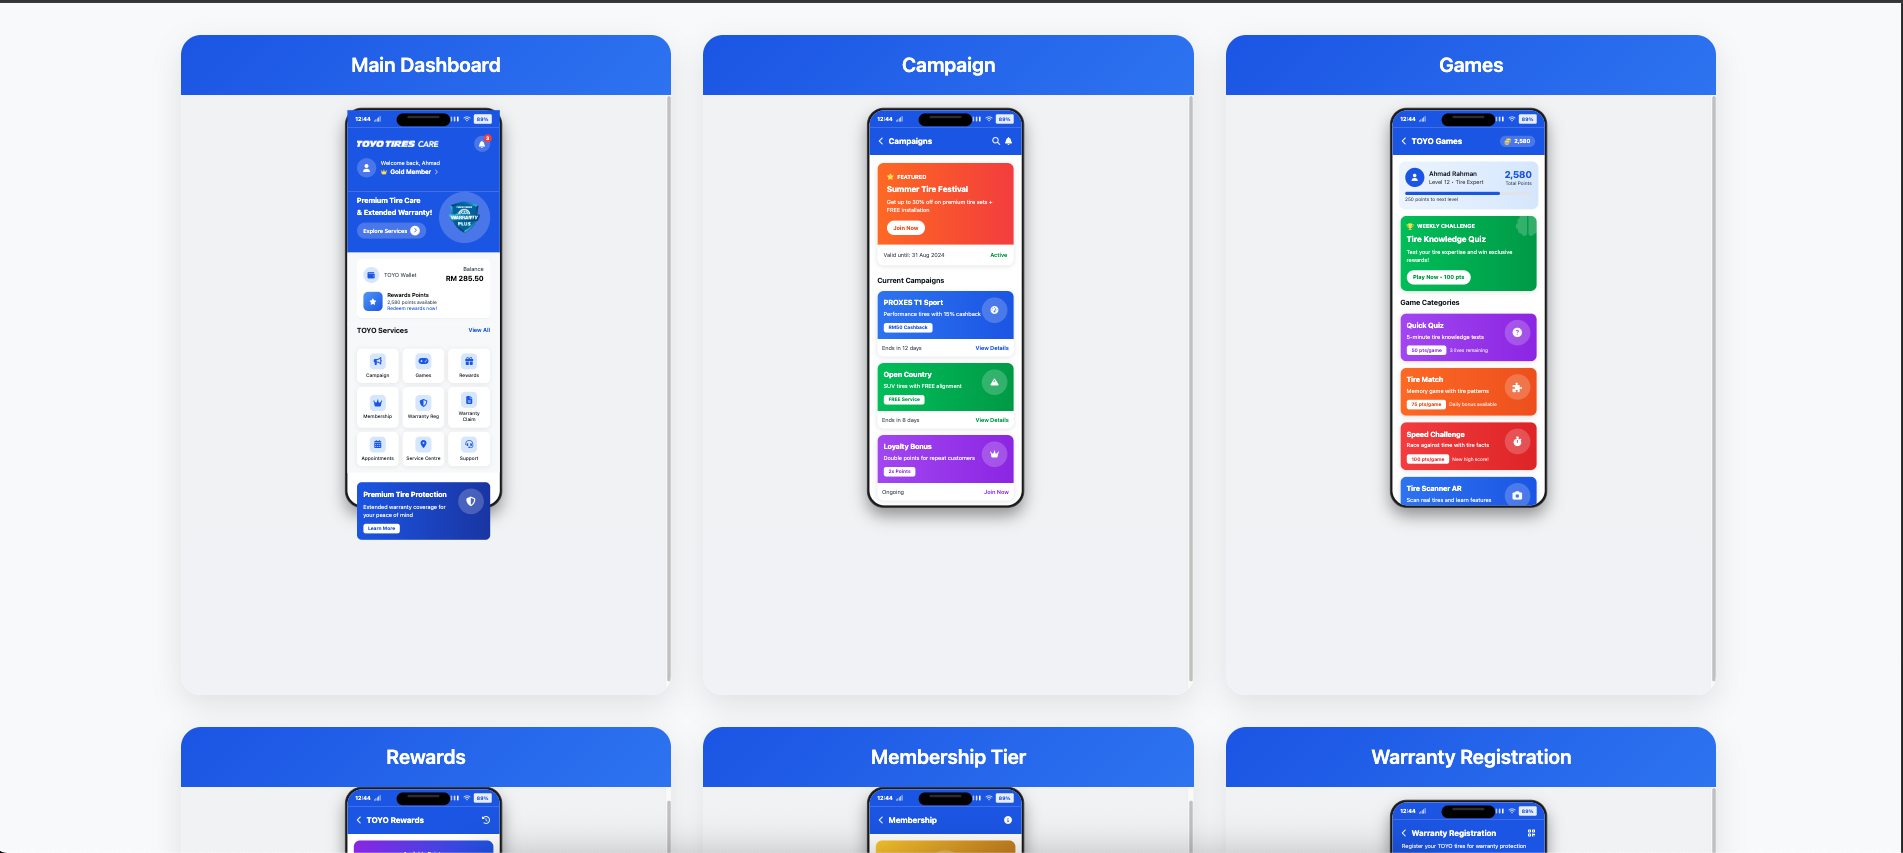 Main Dashboard
12:44
89%
TOYO TIRES CARE
3
Welcome back, Ahmad
Gold Member
Premium Tire Care
& Extended Warranty!
WARRANTY
PLUS
Explore Services
TOYO Wallet
Balance
RM 285.50
Rewards Points
2,580 points available
Redeem rewards now!
TOYO Services
View All
Campaign
Games
Rewards
Membership
Warranty Reg
Warranty
Claim
Appointments
Service Centre
Support
Premium Tire Protection
Extended warranty coverage for
your peace of mind
Learn More
Campaign
12:44
89%
Campaigns
FEATURED
Summer Tire Festival
Get up to 30% off on premium tire sets +
FREE installation
Join Now
Valid until: 31 Aug 2024
Active
Current Campaigns
PROXES T1 Sport
Performance tires with 15% cashback
RM50 Cashback
Ends in 12 days
View Details
Open Country
SUV tires with FREE alignment
FREE Service
Ends in 8 days
View Details
Loyalty Bonus
Double points for repeat customers
2x Points
Ongoing
Join Now
Games
12:44
89%
TOYO Games
2,580
Ahmad Rahman
Level 12 • Tire Expert
2,580
Total Points
250 points to next level
WEEKLY CHALLENGE
Tire Knowledge Quiz
Test your tire expertise and win exclusive
rewards!
Play Now • 100 pts
Game Categories
Quick Quiz
5-minute tire knowledge tests
50 pts/game
3 lives remaining
Tire Match
Memory game with tire patterns
75 pts/game
Daily bonus available
Speed Challenge
Race against time with tire facts
100 pts/game
New high score!
Tire Scanner AR
Scan real tires and learn features
Rewards
12:44
89%
TOYO Rewards
Membership Tier
12:44
89%
Membership
Warranty Registration
12:44
89%
Warranty Registration
Register your TOYO tires for warranty protection